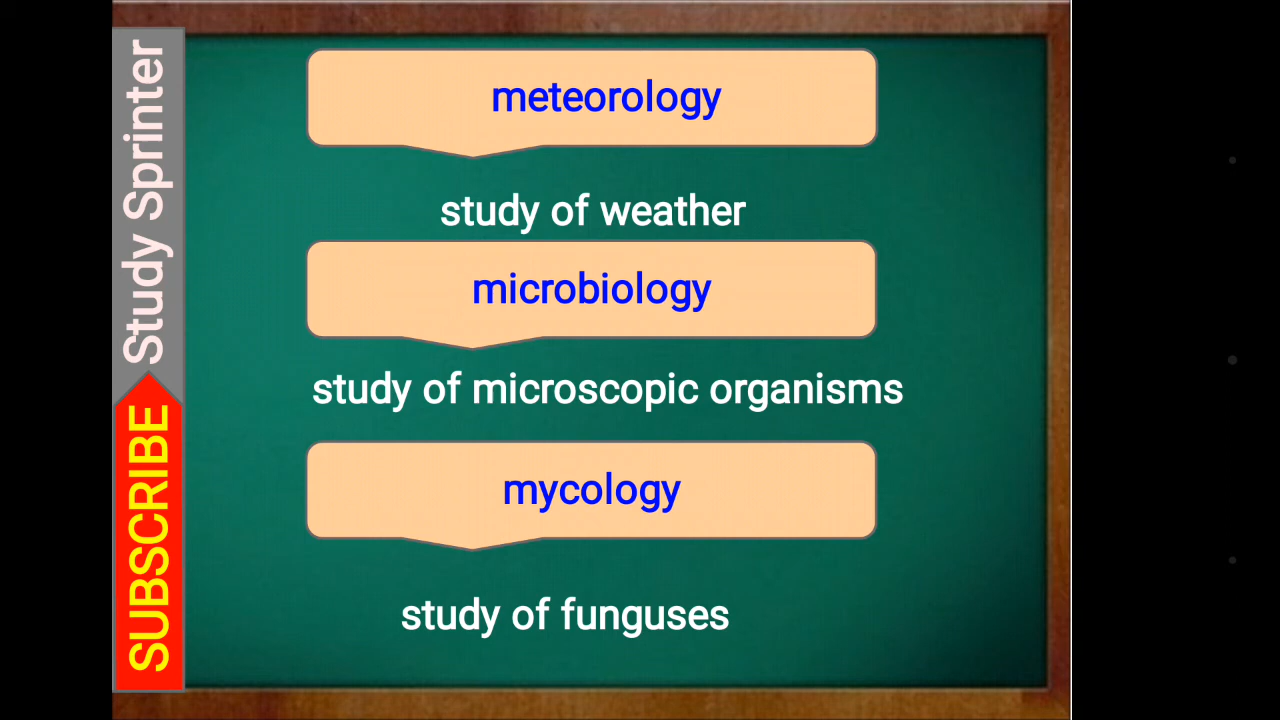 meteorology
study of weather
microbiology
study of microscopic organisms
mycology
study of funguses
Study Sprinter
SUBSCRIBE